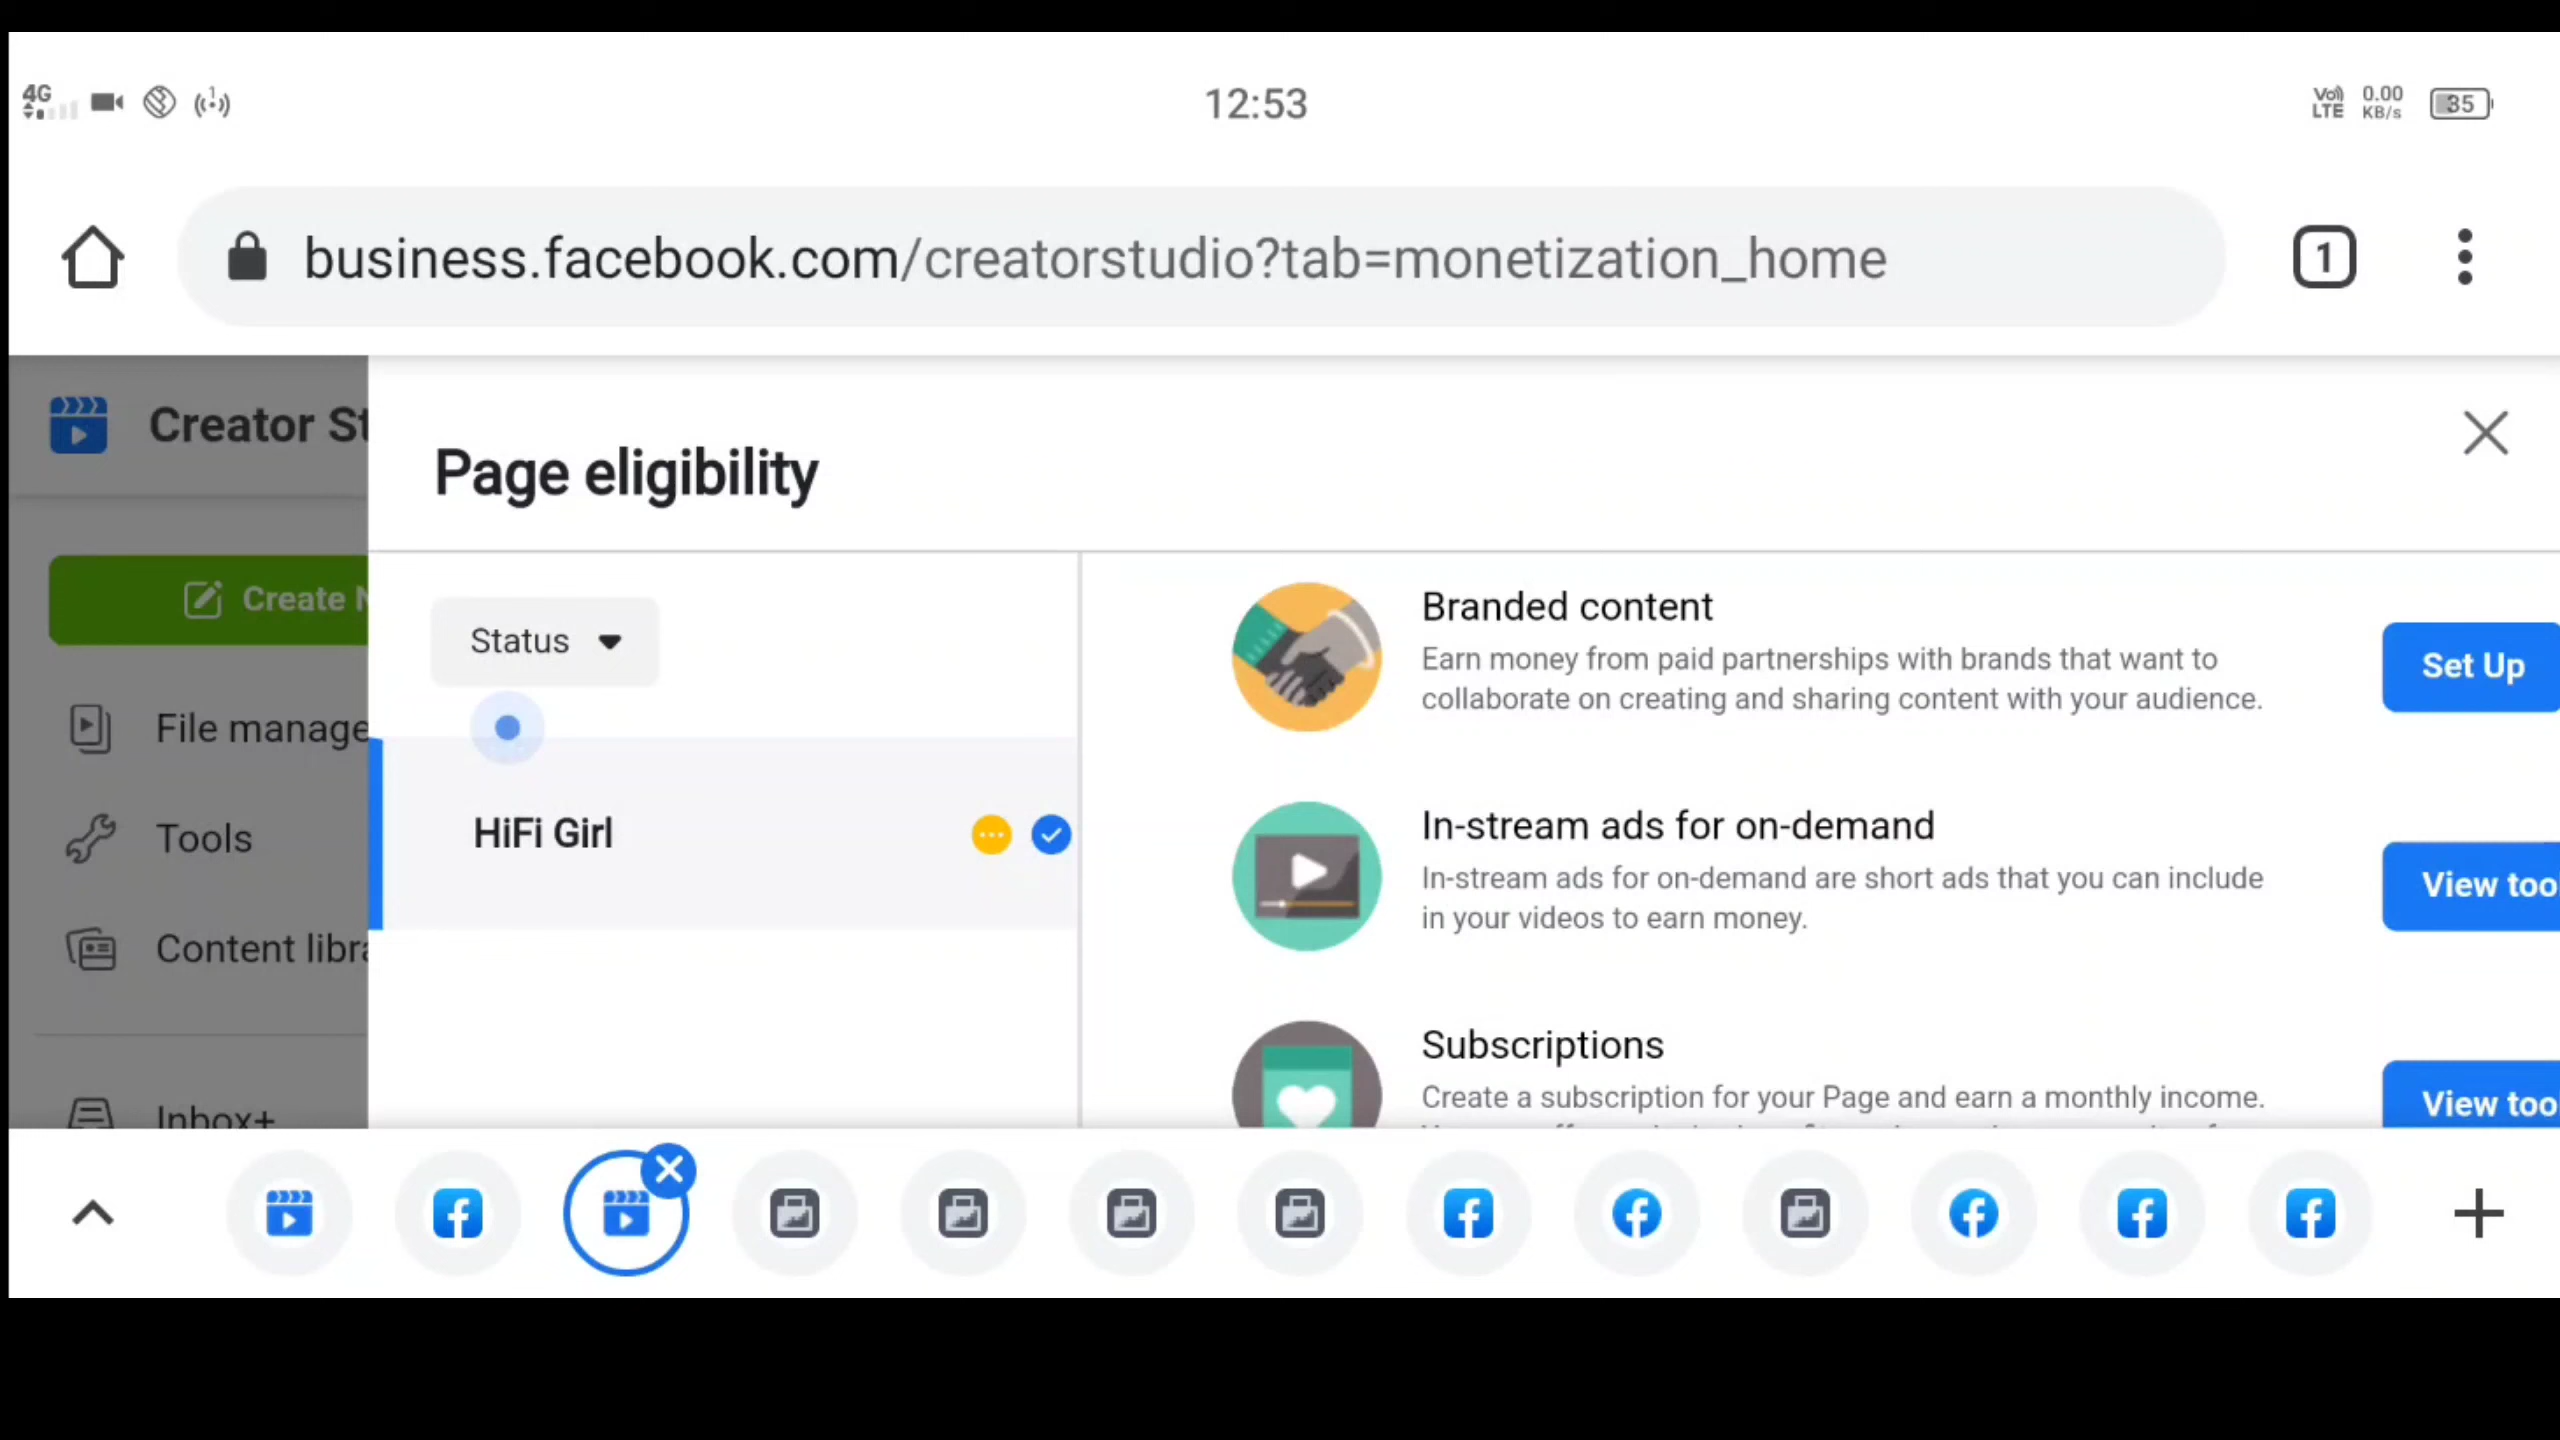 4G
12:53
Vo)) LTE
0.00 KB/s
35
business.facebook.com/creatorstudio?tab=monetization_home
1
Creator St
Page eligibility
Create N
Status
File manage
HiFi Girl
Tools
Content libra
Inbox+
Branded content
Earn money from paid partnerships with brands that want to
collaborate on creating and sharing content with your audience.
Set Up
In-stream ads for on-demand
In-stream ads for on-demand are short ads that you can include
in your videos to earn money.
View too
Subscriptions
Create a subscription for your Page and earn a monthly income.
View too